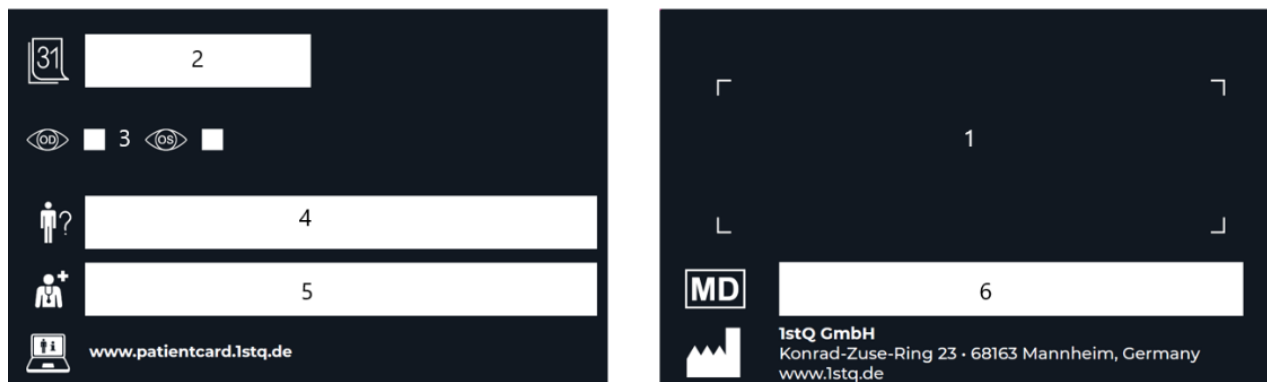 31
2
OD 3 OS
4
?
5
www.patientcard.1stq.de
1
MD
6
1stQ GmbH
Konrad-Zuse-Ring 23 • 68163 Mannheim, Germany
www.1stq.de